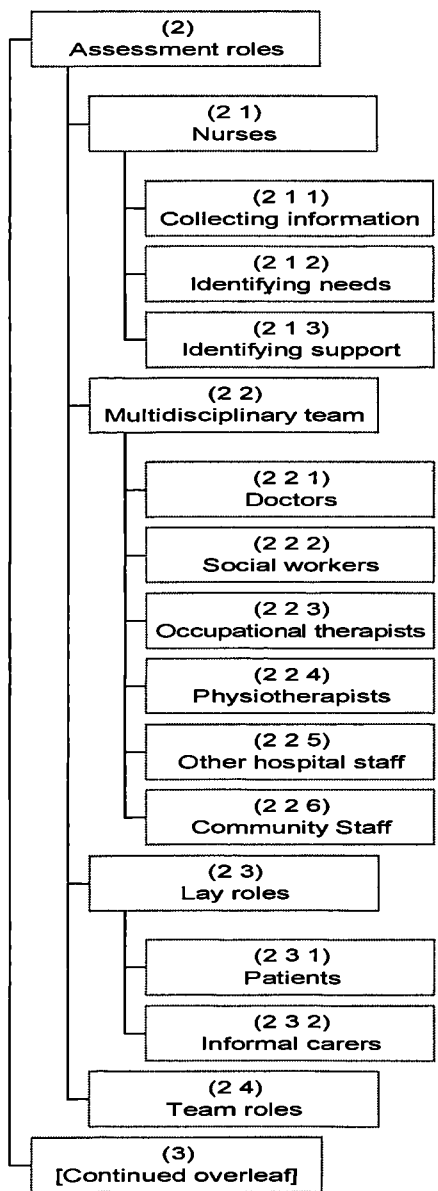 (2)
Assessment roles
(2 1)
Nurses
(2 1 1)
Collecting information
(2 1 2)
Identifying needs
(2 1 3)
Identifying support
(2 2)
Multidisciplinary team
(2 2 1)
Doctors
(2 2 2)
Social workers
(2 2 3)
Occupational therapists
(2 2 4)
Physiotherapists
(2 2 5)
Other hospital staff
(2 2 6)
Community Staff
(2 3)
Lay roles
(2 3 1)
Patients
(2 3 2)
Informal carers
(2 4)
Team roles
(3)
[Continued overleaf]